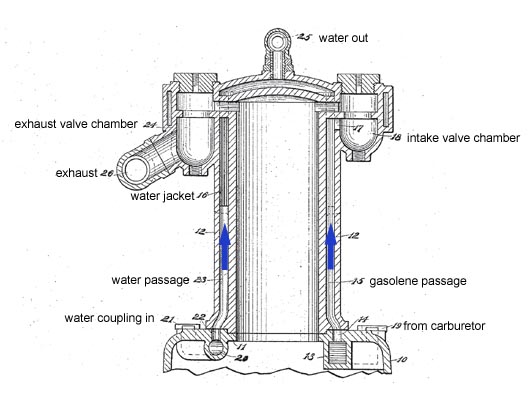 25 water out
exhaust valve chamber 24
17
18 intake valve chamber
exhaust 26
water jacket 16
12
12
water passage 23
15 gasolene passage
water coupling in 21
22
14
19 from carburetor
11
20
13
10